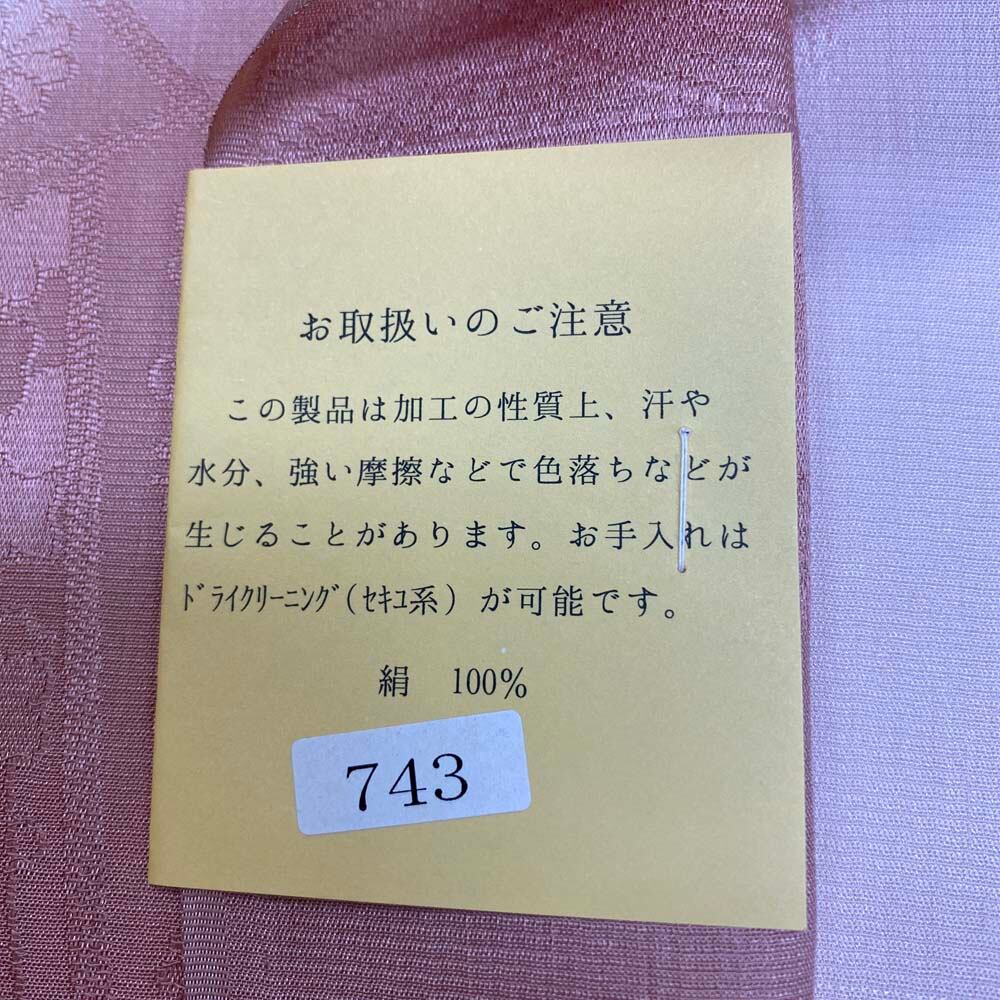 お取扱いのご注意
この製品は加工の性質上、汗や
水分、強い摩擦などで色落ちなどが
生じることがあります。お手入れは
ﾄﾞﾗｲｸﾘｰﾆﾝｸﾞ(ｾｷﾕ系) が可能です。
絹 100%
743